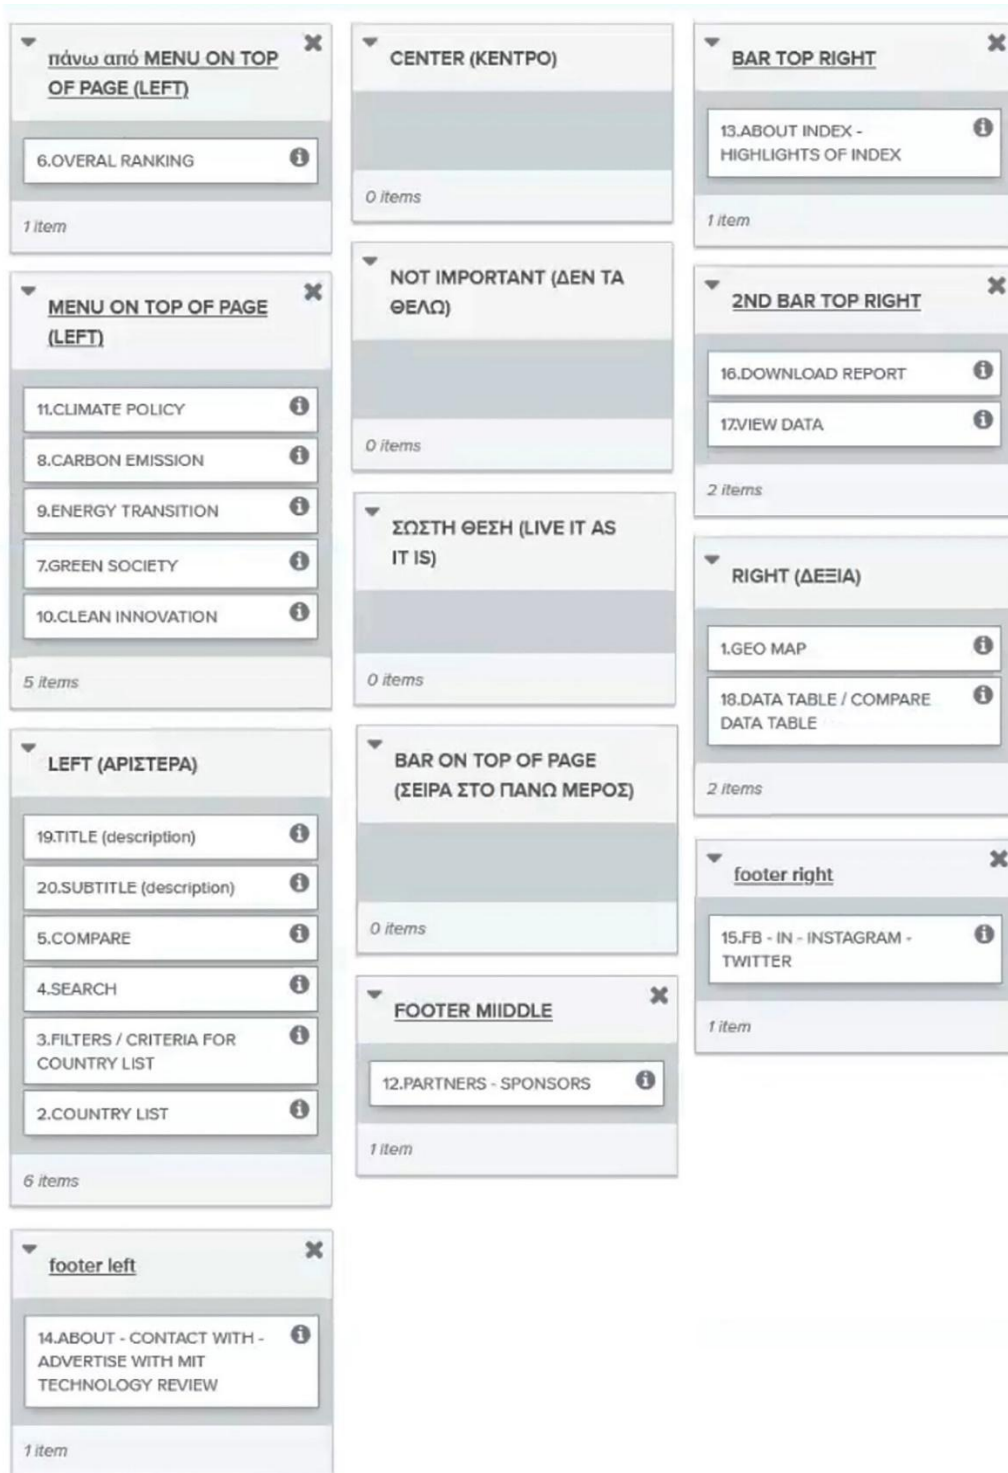 πάνω από MENU ON TOP
OF PAGE (LEFT)
6.OVERAL RANKING
1 item
MENU ON TOP OF PAGE
(LEFT)
11.CLIMATE POLICY
8.CARBON EMISSION
9.ENERGY TRANSITION
7.GREEN SOCIETY
10.CLEAN INNOVATION
5 items
LEFT (ΑΡΙΣΤΕΡΑ)
19.TITLE (description)
20.SUBTITLE (description)
5.COMPARE
4.SEARCH
3.FILTERS / CRITERIA FOR
COUNTRY LIST
2.COUNTRY LIST
6 items
footer left
14.ABOUT - CONTACT WITH -
ADVERTISE WITH MIT
TECHNOLOGY REVIEW
1 item
CENTER (ΚΕΝΤΡΟ)
0 items
NOT IMPORTANT (ΔΕΝ ΤΑ
ΘΕΛΩ)
0 items
ΣΩΣΤΗ ΘΕΣΗ (LIVE IT AS
IT IS)
0 items
BAR ON TOP OF PAGE
(ΣΕΙΡΑ ΣΤΟ ΠΑΝΩ ΜΕΡΟΣ)
0 items
FOOTER MIIDDLE
12.PARTNERS - SPONSORS
1 item
BAR TOP RIGHT
13.ABOUT INDEX -
HIGHLIGHTS OF INDEX
1 item
2ND BAR TOP RIGHT
16.DOWNLOAD REPORT
17.VIEW DATA
2 items
RIGHT (ΔΕΞΙΑ)
1.GEO MAP
18.DATA TABLE / COMPARE
DATA TABLE
2 items
footer right
15.FB - IN - INSTAGRAM -
TWITTER
1 item